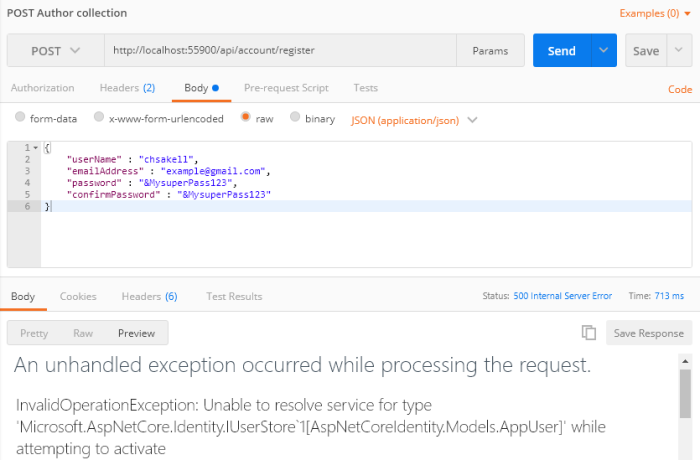 POST Author collection
Examples (0)
POST
http://localhost:55900/api/account/register
Params
Send
Save
Authorization
Headers (2)
Body
Pre-request Script
Tests
Code
form-data
x-www-form-urlencoded
raw
binary
JSON (application/json)
1 {
2 "userName" : "chsakell",
3 "emailAddress" : "example@gmail.com",
4 "password" : "&MysuperPass123",
5 "confirmPassword" : "&MysuperPass123"
6 }
Body
Cookies
Headers (6)
Test Results
Status: 500 Internal Server Error
Time: 713 ms
Pretty
Raw
Preview
Save Response
An unhandled exception occurred while processing the request.
InvalidOperationException: Unable to resolve service for type
'Microsoft.AspNetCore.Identity.IUserStore`1[AspNetCoreIdentity.Models.AppUser]' while
attempting to activate